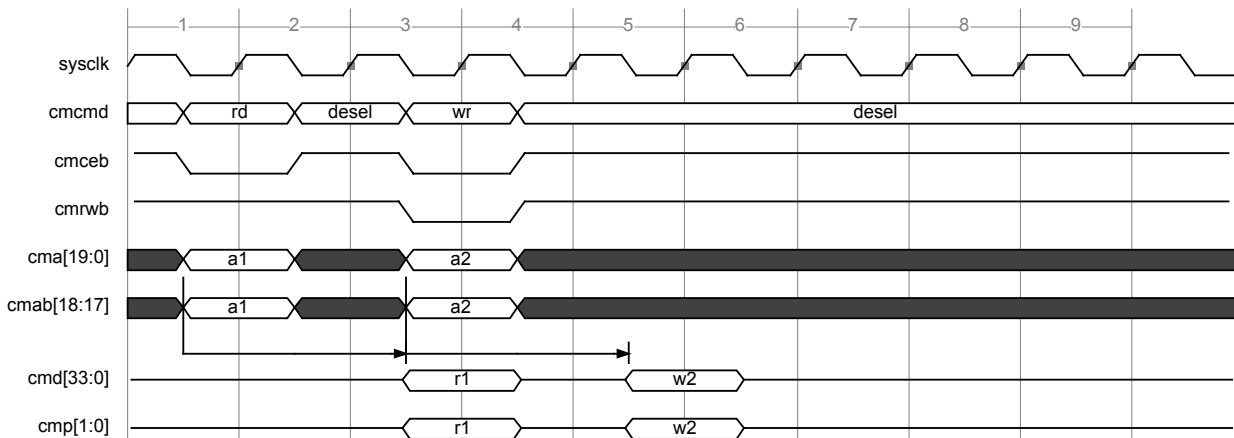 1 2 3 4 5 6 7 8 9
sysclk
cmcmd rd desel wr desel
cmceb
cmrwb
cma[19:0] a1 a2
cmab[18:17] a1 a2
cmd[33:0] r1 w2
cmp[1:0] r1 w2